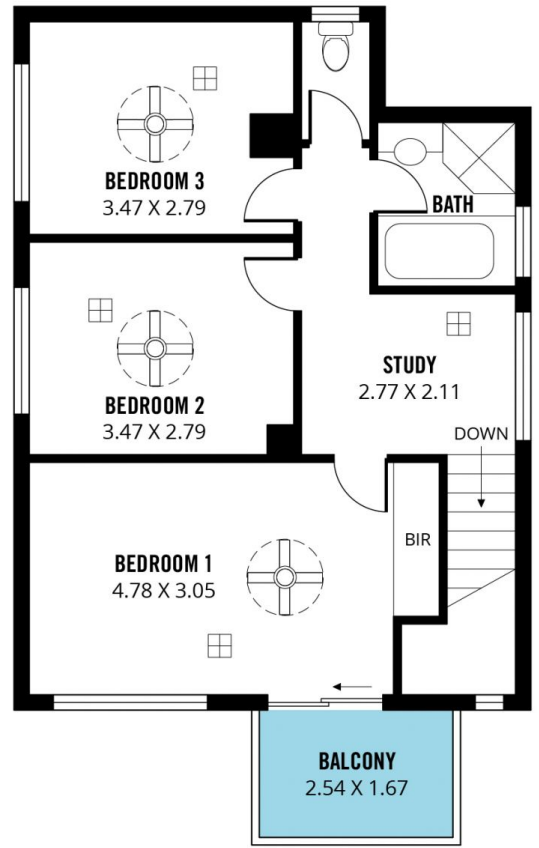 BEDROOM 3
3.47 X 2.79
BATH
BEDROOM 2
3.47 X 2.79
STUDY
2.77 X 2.11
DOWN
BEDROOM 1
4.78 X 3.05
BIR
BALCONY
2.54 X 1.67